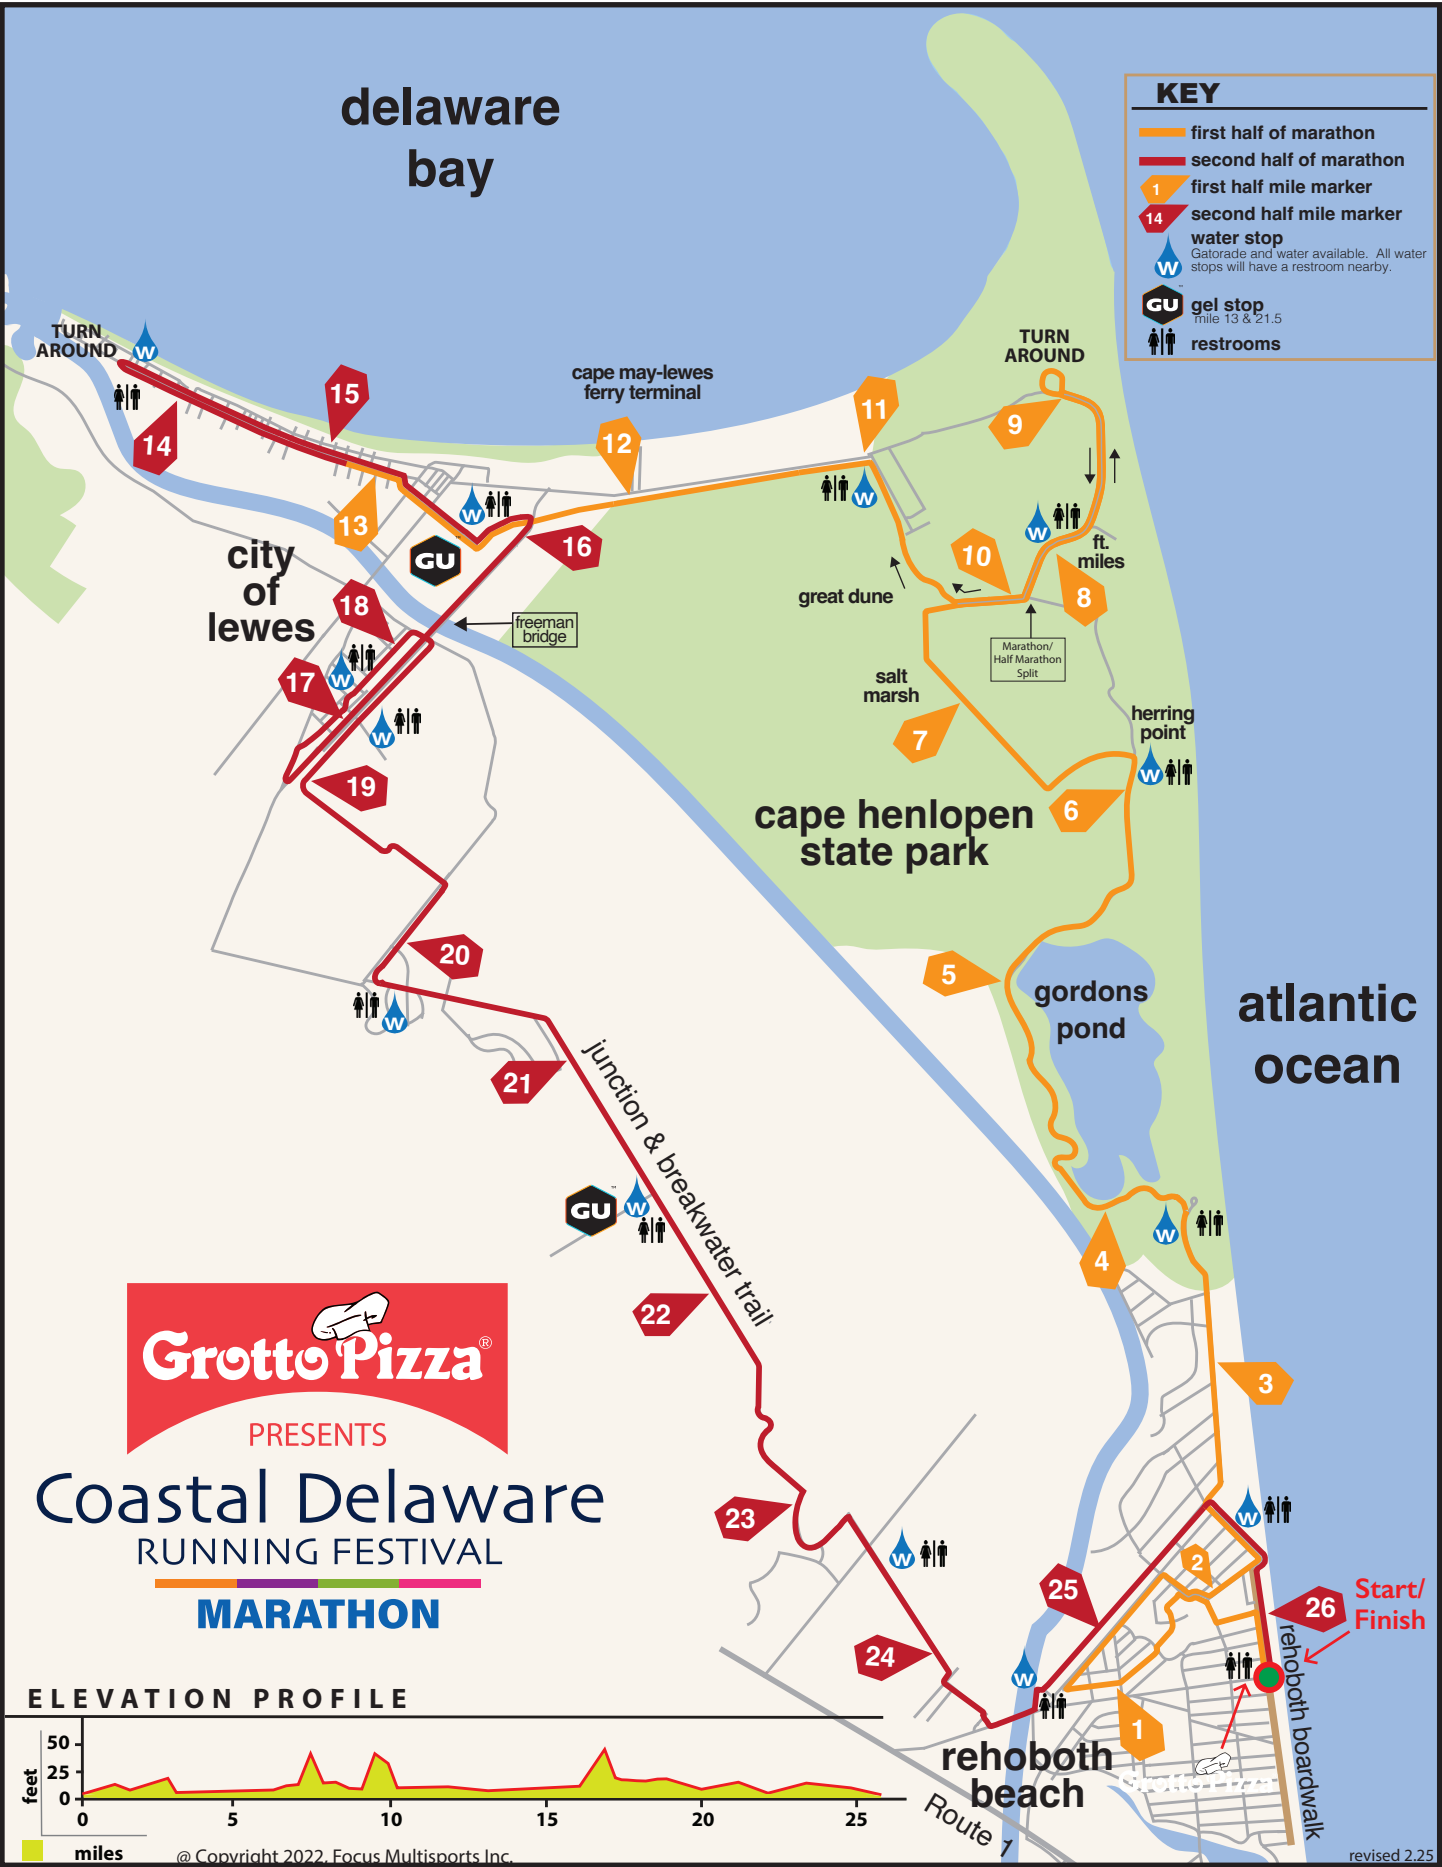 delaware
bay
KEY
first half of marathon
second half of marathon
1
first half mile marker
14
second half mile marker
water stop
Gatorade and water available. All water
stops will have a restroom nearby.
W
GU
gel stop
mile 13 & 21.5
restrooms
TURN
AROUND
W
TURN
AROUND
cape may-lewes
ferry terminal
15
14
13
12
11
9
W
W
W
GU
16
10
8
ft.
miles
great dune
city
of
lewes
18
freeman
bridge
Marathon/
Half Marathon
Split
17
W
W
salt
marsh
7
herring
point
W
19
6
cape henlopen
state park
20
5
W
gordons
pond
atlantic
ocean
21
junction & breakwater trail
GU
W
W
4
22
3
Grotto Pizza®
PRESENTS
Coastal Delaware
RUNNING FESTIVAL
MARATHON
23
W
W
2
25
26
Start/
Finish
24
W
1
rehoboth boardwalk
rehoboth
beach
Grotto Pizza
Route 1
ELEVATION PROFILE
feet
50
25
0
0
5
10
15
20
25
miles
@ Copyright 2022, Focus Multisports Inc.
revised 2.25